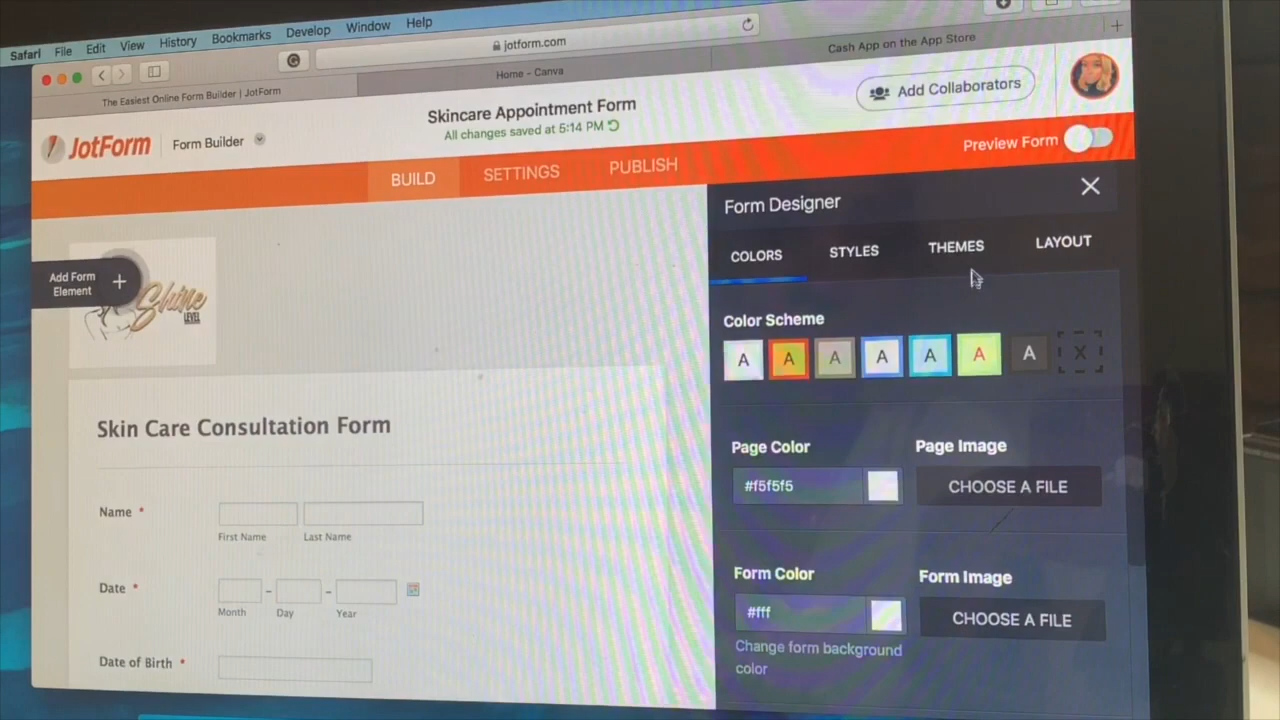 Safari File Edit View History Bookmarks Develop Window Help
jotform.com
The Easiest Online Form Builder | JotForm
Home – Canva
Cash App on the App Store
JotForm
Form Builder
Skincare Appointment Form
All changes saved at 5:14 PM
Add Collaborators
BUILD SETTINGS PUBLISH
Preview Form
Add Form
Element
Shine
LEVEL
Skin Care Consultation Form
Name *
First Name Last Name
Date *
- -
Month Day Year
Date of Birth *
Form Designer
COLORS STYLES THEMES LAYOUT
Color Scheme
A A A A A A A X
Page Color Page Image
#f5f5f5 CHOOSE A FILE
Form Color Form Image
#fff CHOOSE A FILE
Change form background
color